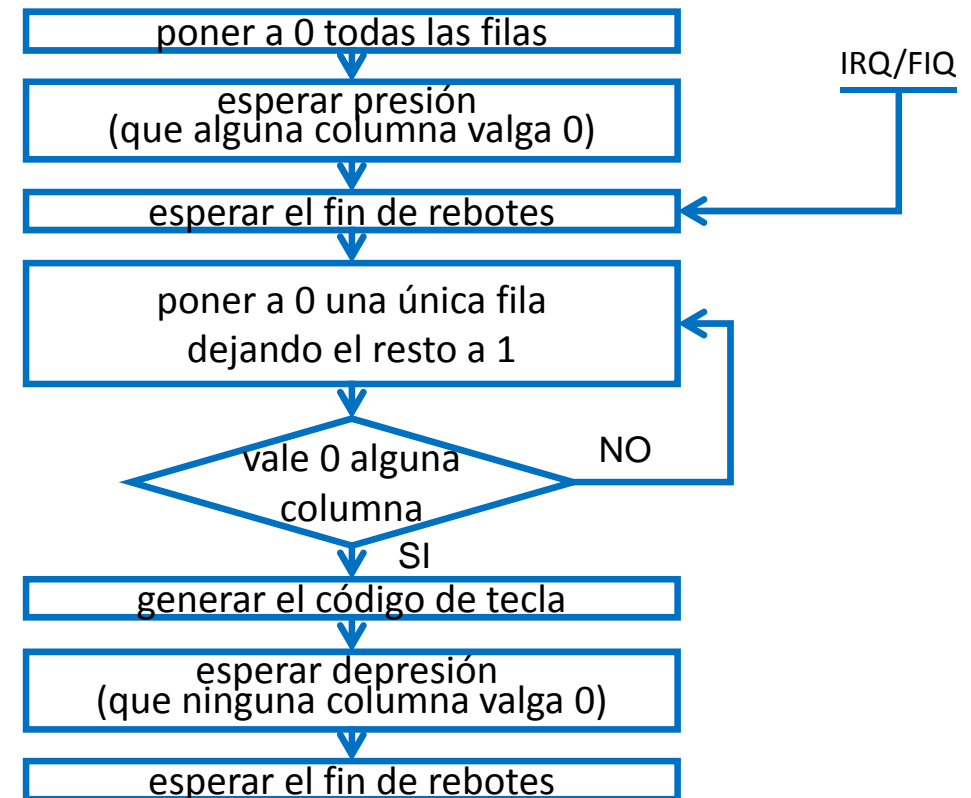 poner a 0 todas las filas
IRQ/FIQ
esperar presión
(que alguna columna valga 0)
esperar el fin de rebotes
poner a 0 una única fila
dejando el resto a 1
vale 0 alguna
columna
NO
SI
generar el código de tecla
esperar depresión
(que ninguna columna valga 0)
esperar el fin de rebotes